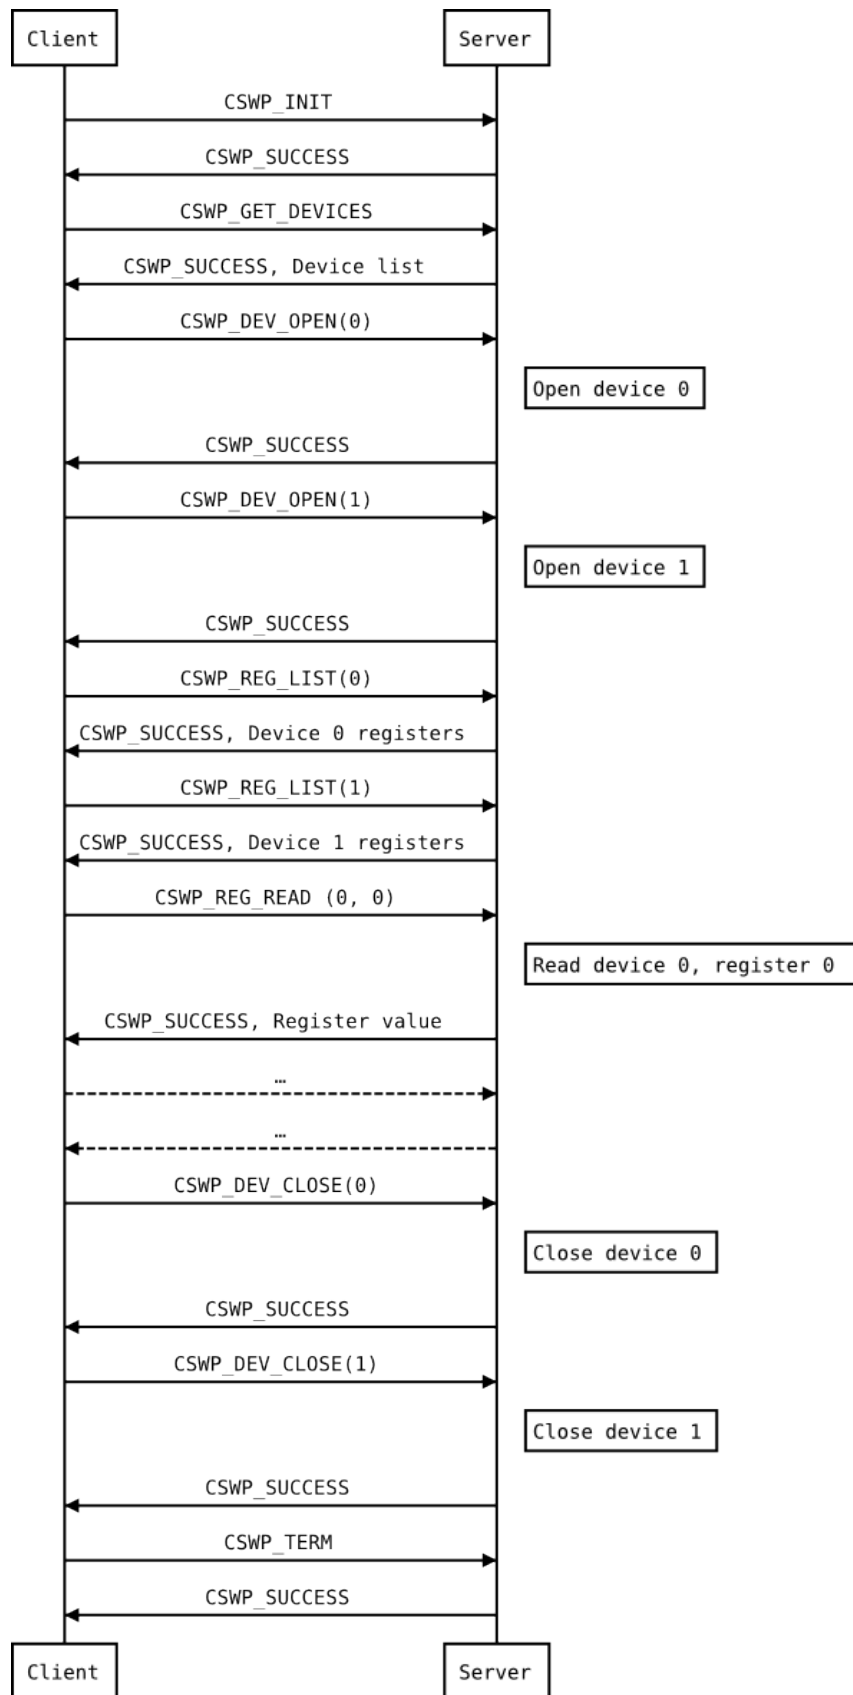 Client
Server
CSWP_INIT
CSWP_SUCCESS
CSWP_GET_DEVICES
CSWP_SUCCESS, Device list
CSWP_DEV_OPEN(0)
Open device 0
CSWP_SUCCESS
CSWP_DEV_OPEN(1)
Open device 1
CSWP_SUCCESS
CSWP_REG_LIST(0)
CSWP_SUCCESS, Device 0 registers
CSWP_REG_LIST(1)
CSWP_SUCCESS, Device 1 registers
CSWP_REG_READ (0, 0)
Read device 0, register 0
CSWP_SUCCESS, Register value
…
…
CSWP_DEV_CLOSE(0)
Close device 0
CSWP_SUCCESS
CSWP_DEV_CLOSE(1)
Close device 1
CSWP_SUCCESS
CSWP_TERM
CSWP_SUCCESS
Client
Server